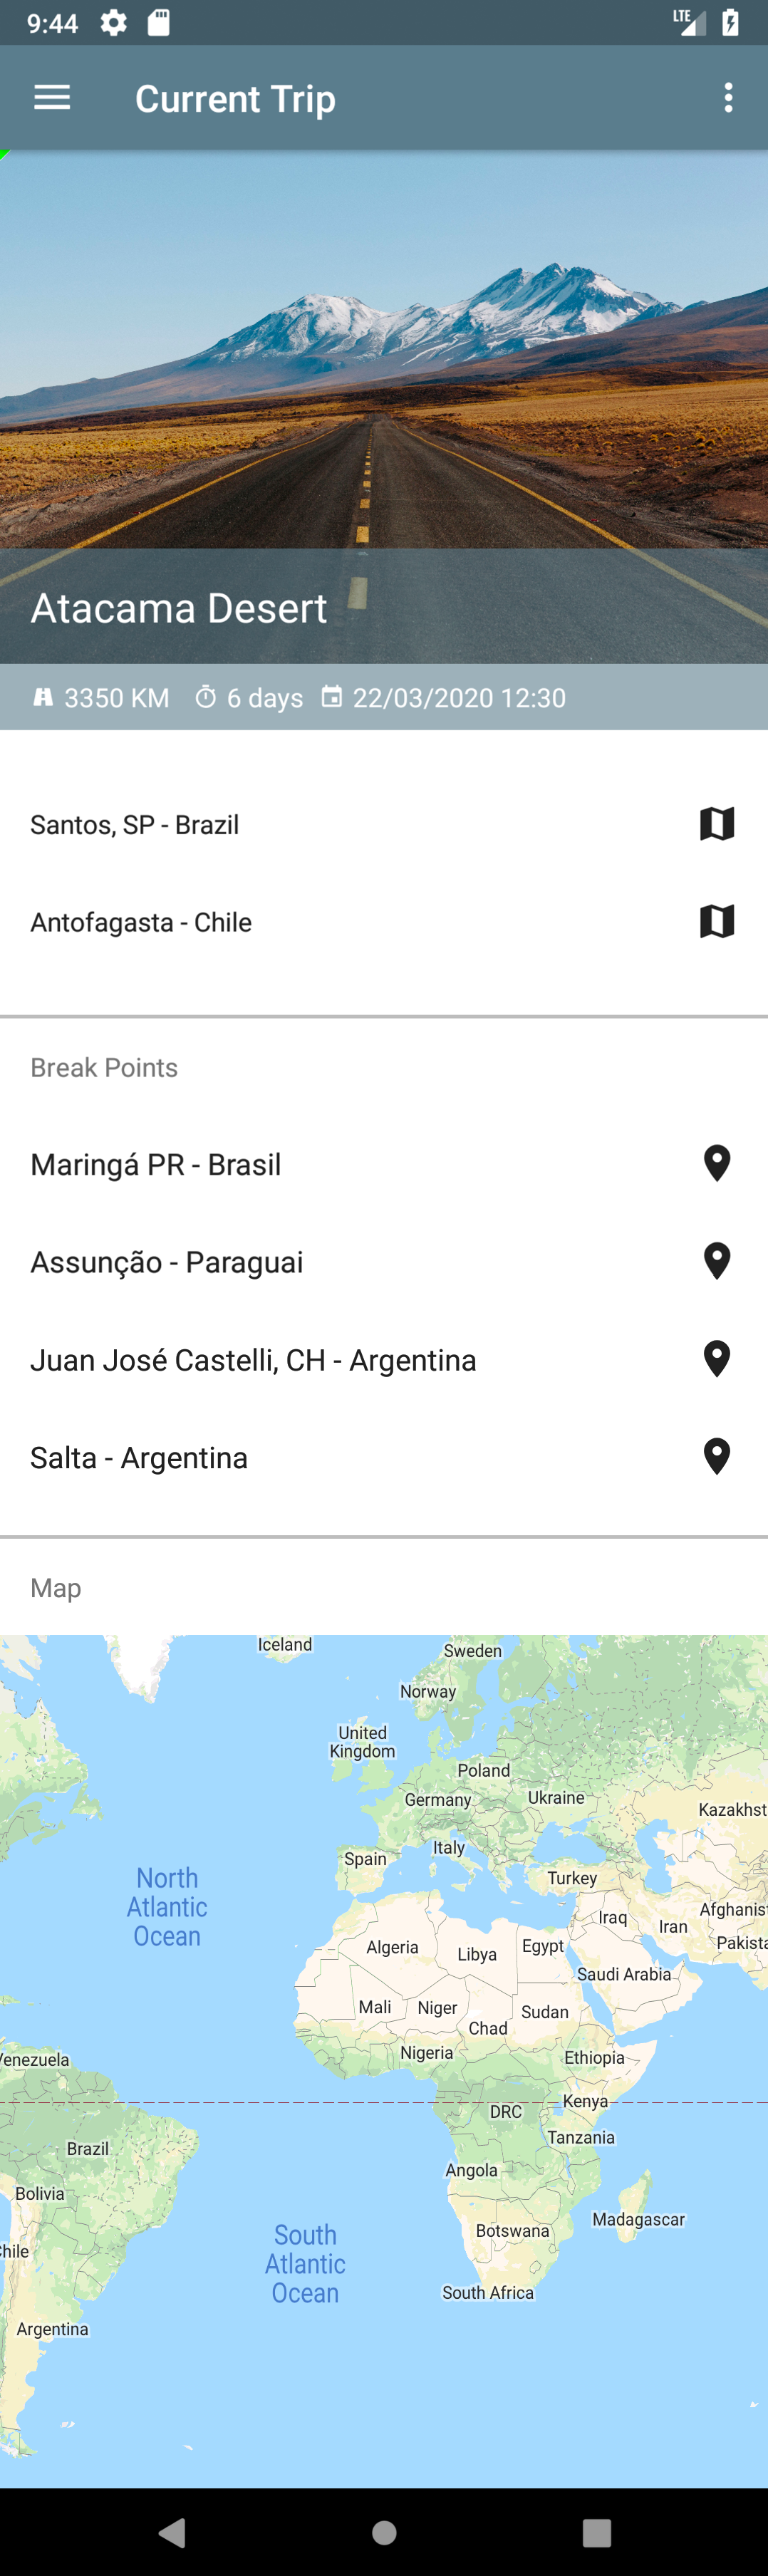 9:44
LTE
Current Trip
Atacama Desert
3350 KM 6 days 22/03/2020 12:30
Santos, SP - Brazil
Antofagasta - Chile
Break Points
Maringá PR - Brasil
Assunção - Paraguai
Juan José Castelli, CH - Argentina
Salta - Argentina
Map
Iceland
Sweden
Norway
United
Kingdom
Poland
Germany
Ukraine
Kazakhst
Italy
Spain
Turkey
North
Atlantic
Ocean
Iraq
Iran
Afghanis
Pakista
Algeria
Libya
Egypt
Saudi Arabia
Mali
Niger
Sudan
Chad
Nigeria
Ethiopia
Venezuela
Kenya
DRC
Tanzania
Brazil
Angola
Bolivia
Madagascar
Botswana
South
Atlantic
Ocean
Chile
South Africa
Argentina